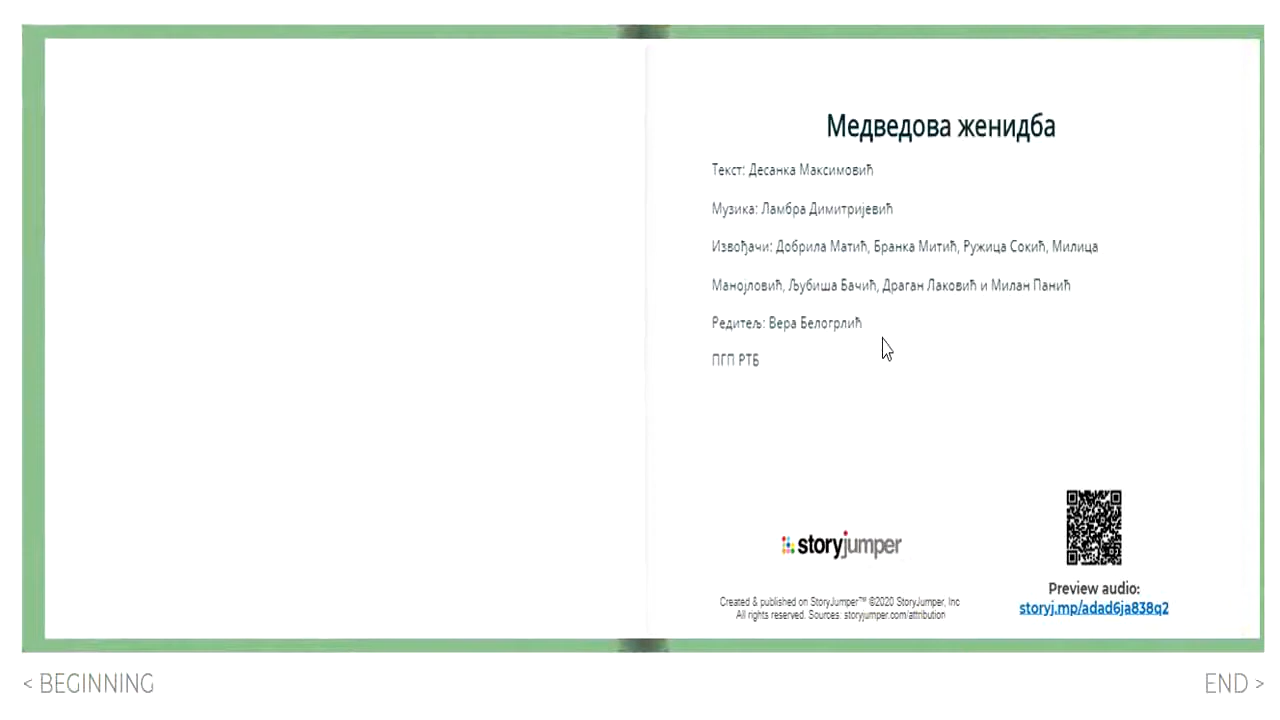 Медведова женидба
Текст: Десанка Максимовић
Музика: Ламбра Димитријевић
Извођачи: Добрила Матић, Бранка Митић, Ружица Сокић, Милица
Манојловић, Љубиша Бачић, Драган Лаковић и Милан Панић
Редитељ: Вера Белогрлић
ПГП РТБ
storyjumper
Created & published on StoryJumper™ ©2020 StoryJumper, Inc
All rights reserved. Sources: storyjumper.com/attribution
Preview audio:
storyj.mp/adad6ja838q2
< BEGINNING
END >